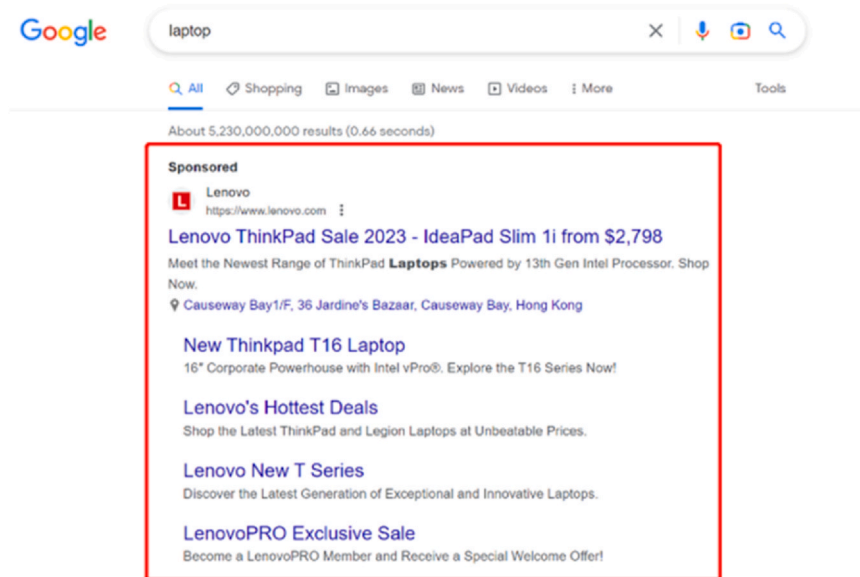 Google
laptop
All Shopping Images News Videos More Tools
About 5,230,000,000 results (0.66 seconds)
Sponsored
L
Lenovo
https://www.lenovo.com
Lenovo ThinkPad Sale 2023 - IdeaPad Slim 1i from $2,798
Meet the Newest Range of ThinkPad Laptops Powered by 13th Gen Intel Processor. Shop
Now.
Causeway Bay1/F, 36 Jardine's Bazaar, Causeway Bay, Hong Kong
New Thinkpad T16 Laptop
16" Corporate Powerhouse with Intel vPro®. Explore the T16 Series Now!
Lenovo's Hottest Deals
Shop the Latest ThinkPad and Legion Laptops at Unbeatable Prices.
Lenovo New T Series
Discover the Latest Generation of Exceptional and Innovative Laptops.
LenovoPRO Exclusive Sale
Become a LenovoPRO Member and Receive a Special Welcome Offer!